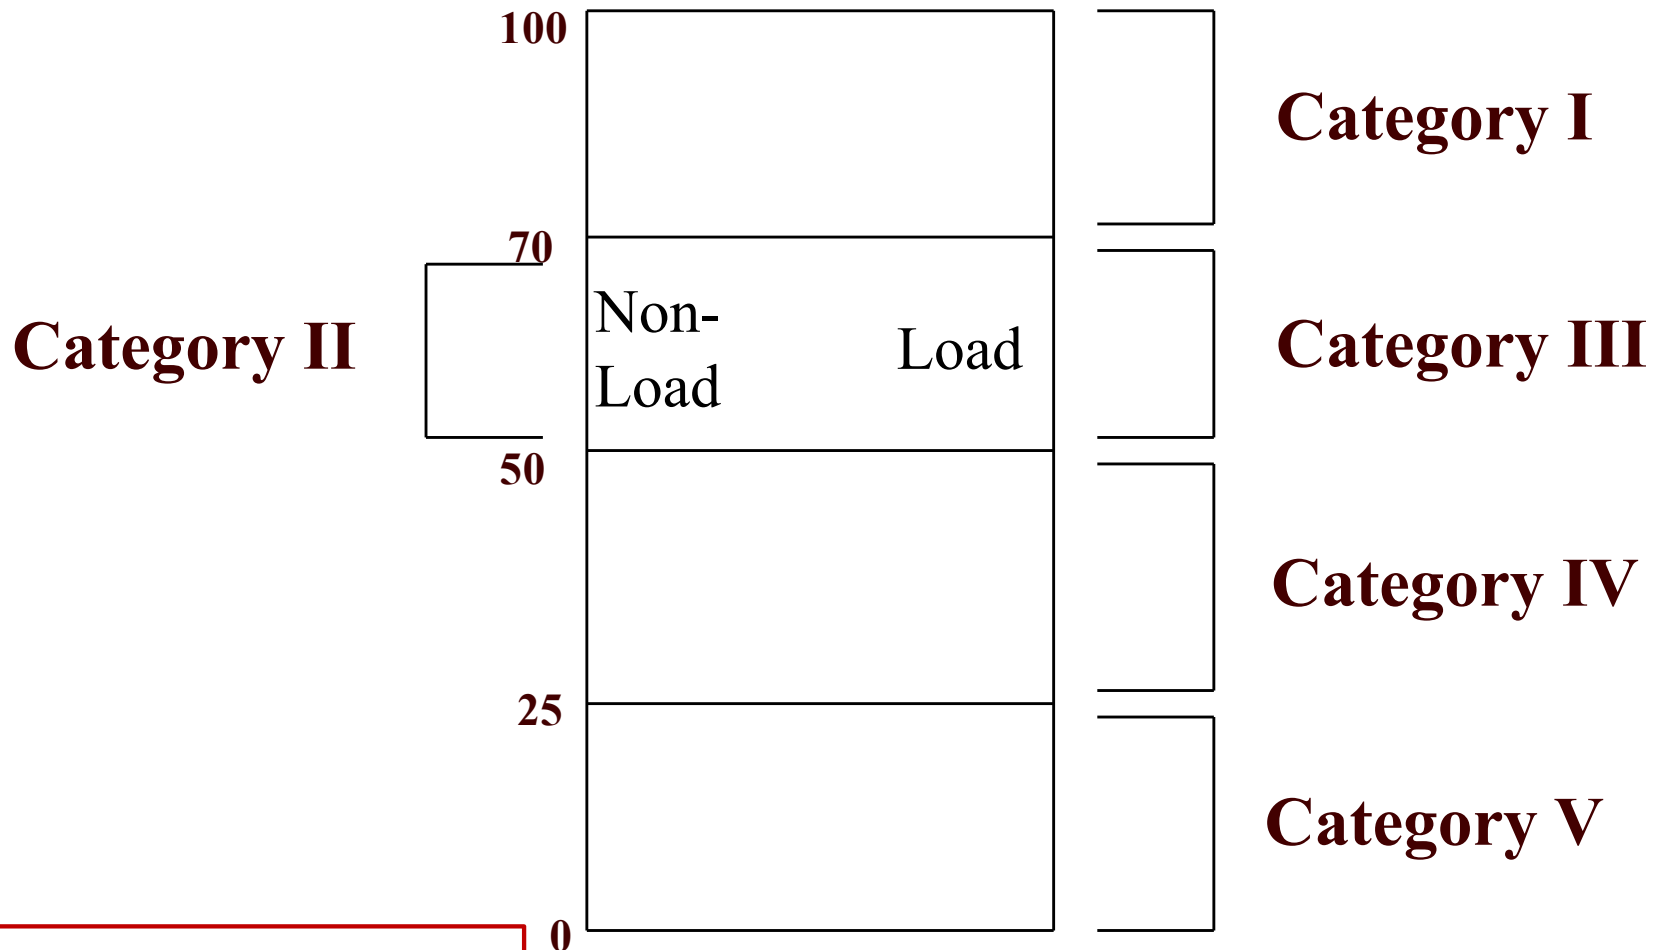 100
Category I
70
Category II
Non-
Load
Load
Category III
50
Category IV
25
Category V
0